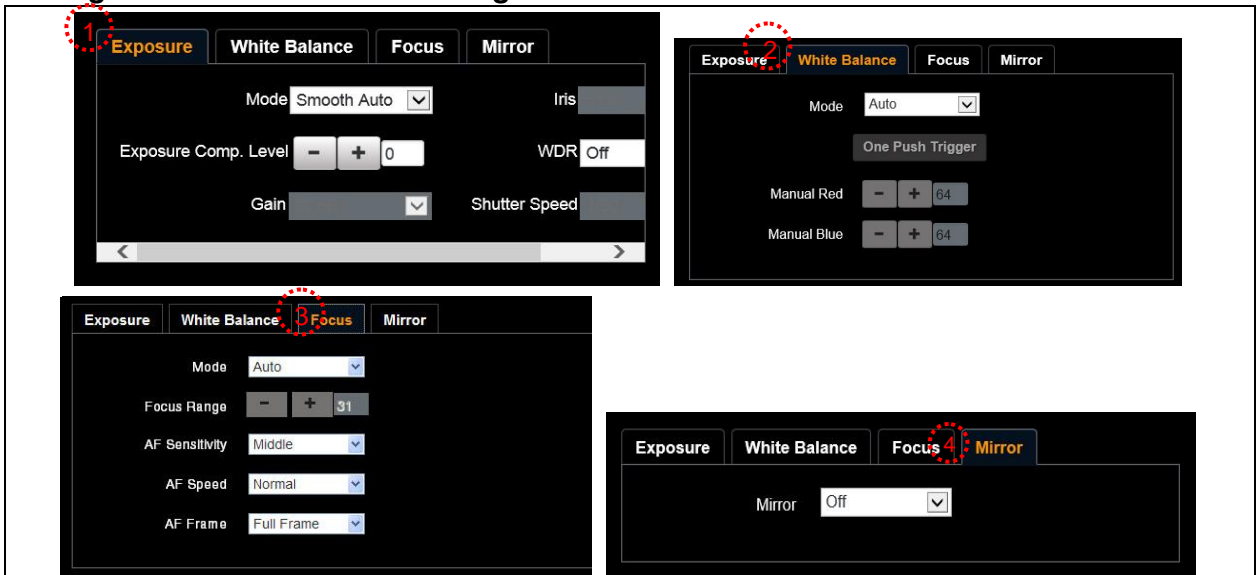 1
Exposure White Balance Focus Mirror
Mode Smooth Auto Iris
Exposure Comp. Level - + 0 WDR Off
Gain Shutter Speed
< >
2
Exposure White Balance Focus Mirror
Mode Auto
One Push Trigger
Manual Red - + 64
Manual Blue - + 64
3
Exposure White Balance Focus Mirror
Mode Auto
Focus Range - + 31
AF Sensitivity Middle
AF Speed Normal
AF Frame Full Frame
4
Exposure White Balance Focus Mirror
Mirror Off